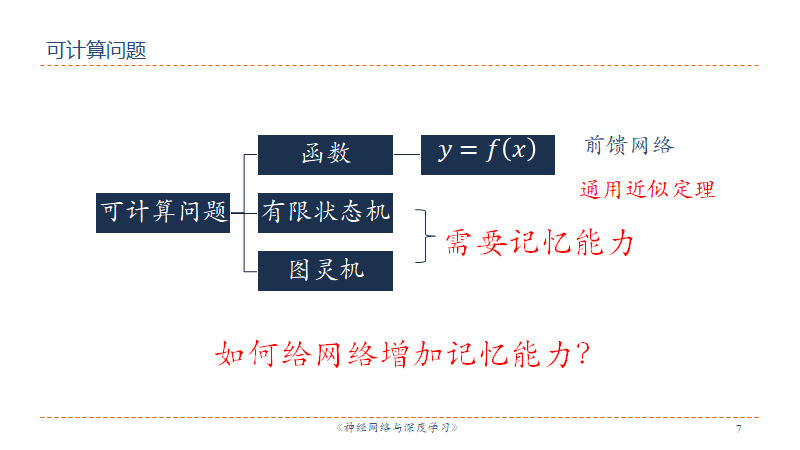 可计算问题
函数
y = f(x)
前馈网络
通用近似定理
可计算问题
有限状态机
需要记忆能力
图灵机
如何给网络增加记忆能力？
《神经网络与深度学习》
7